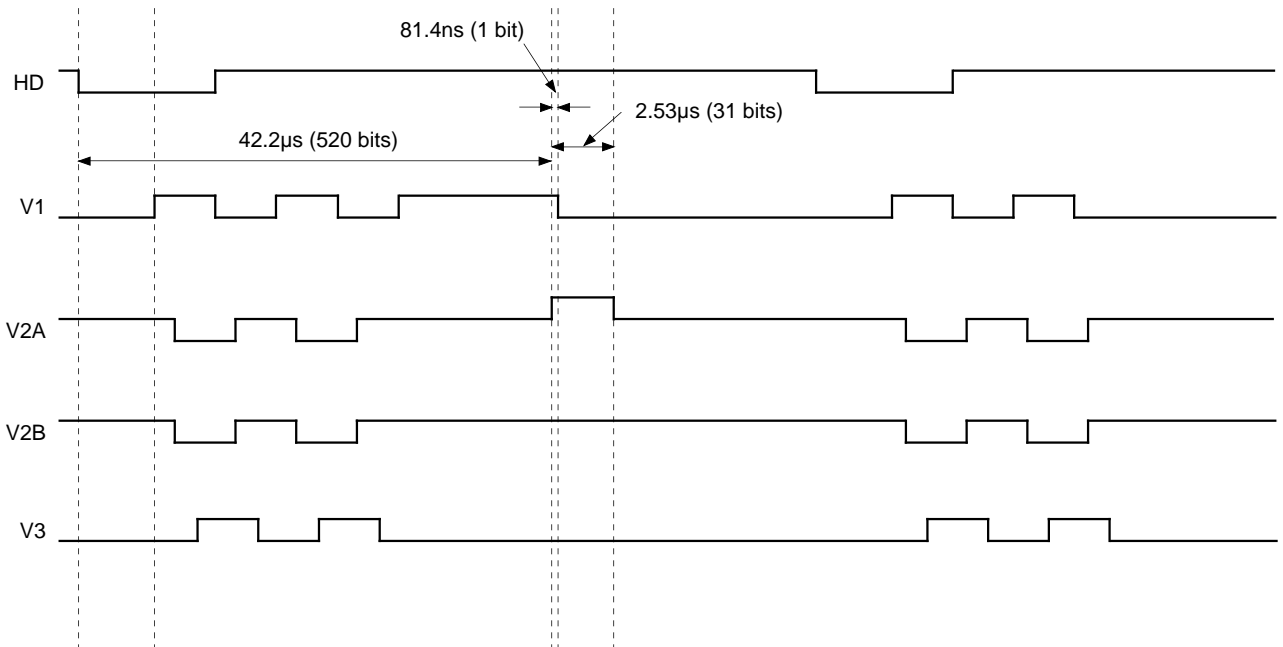 81.4ns (1 bit)
HD
2.53µs (31 bits)
42.2µs (520 bits)
V1
V2A
V2B
V3